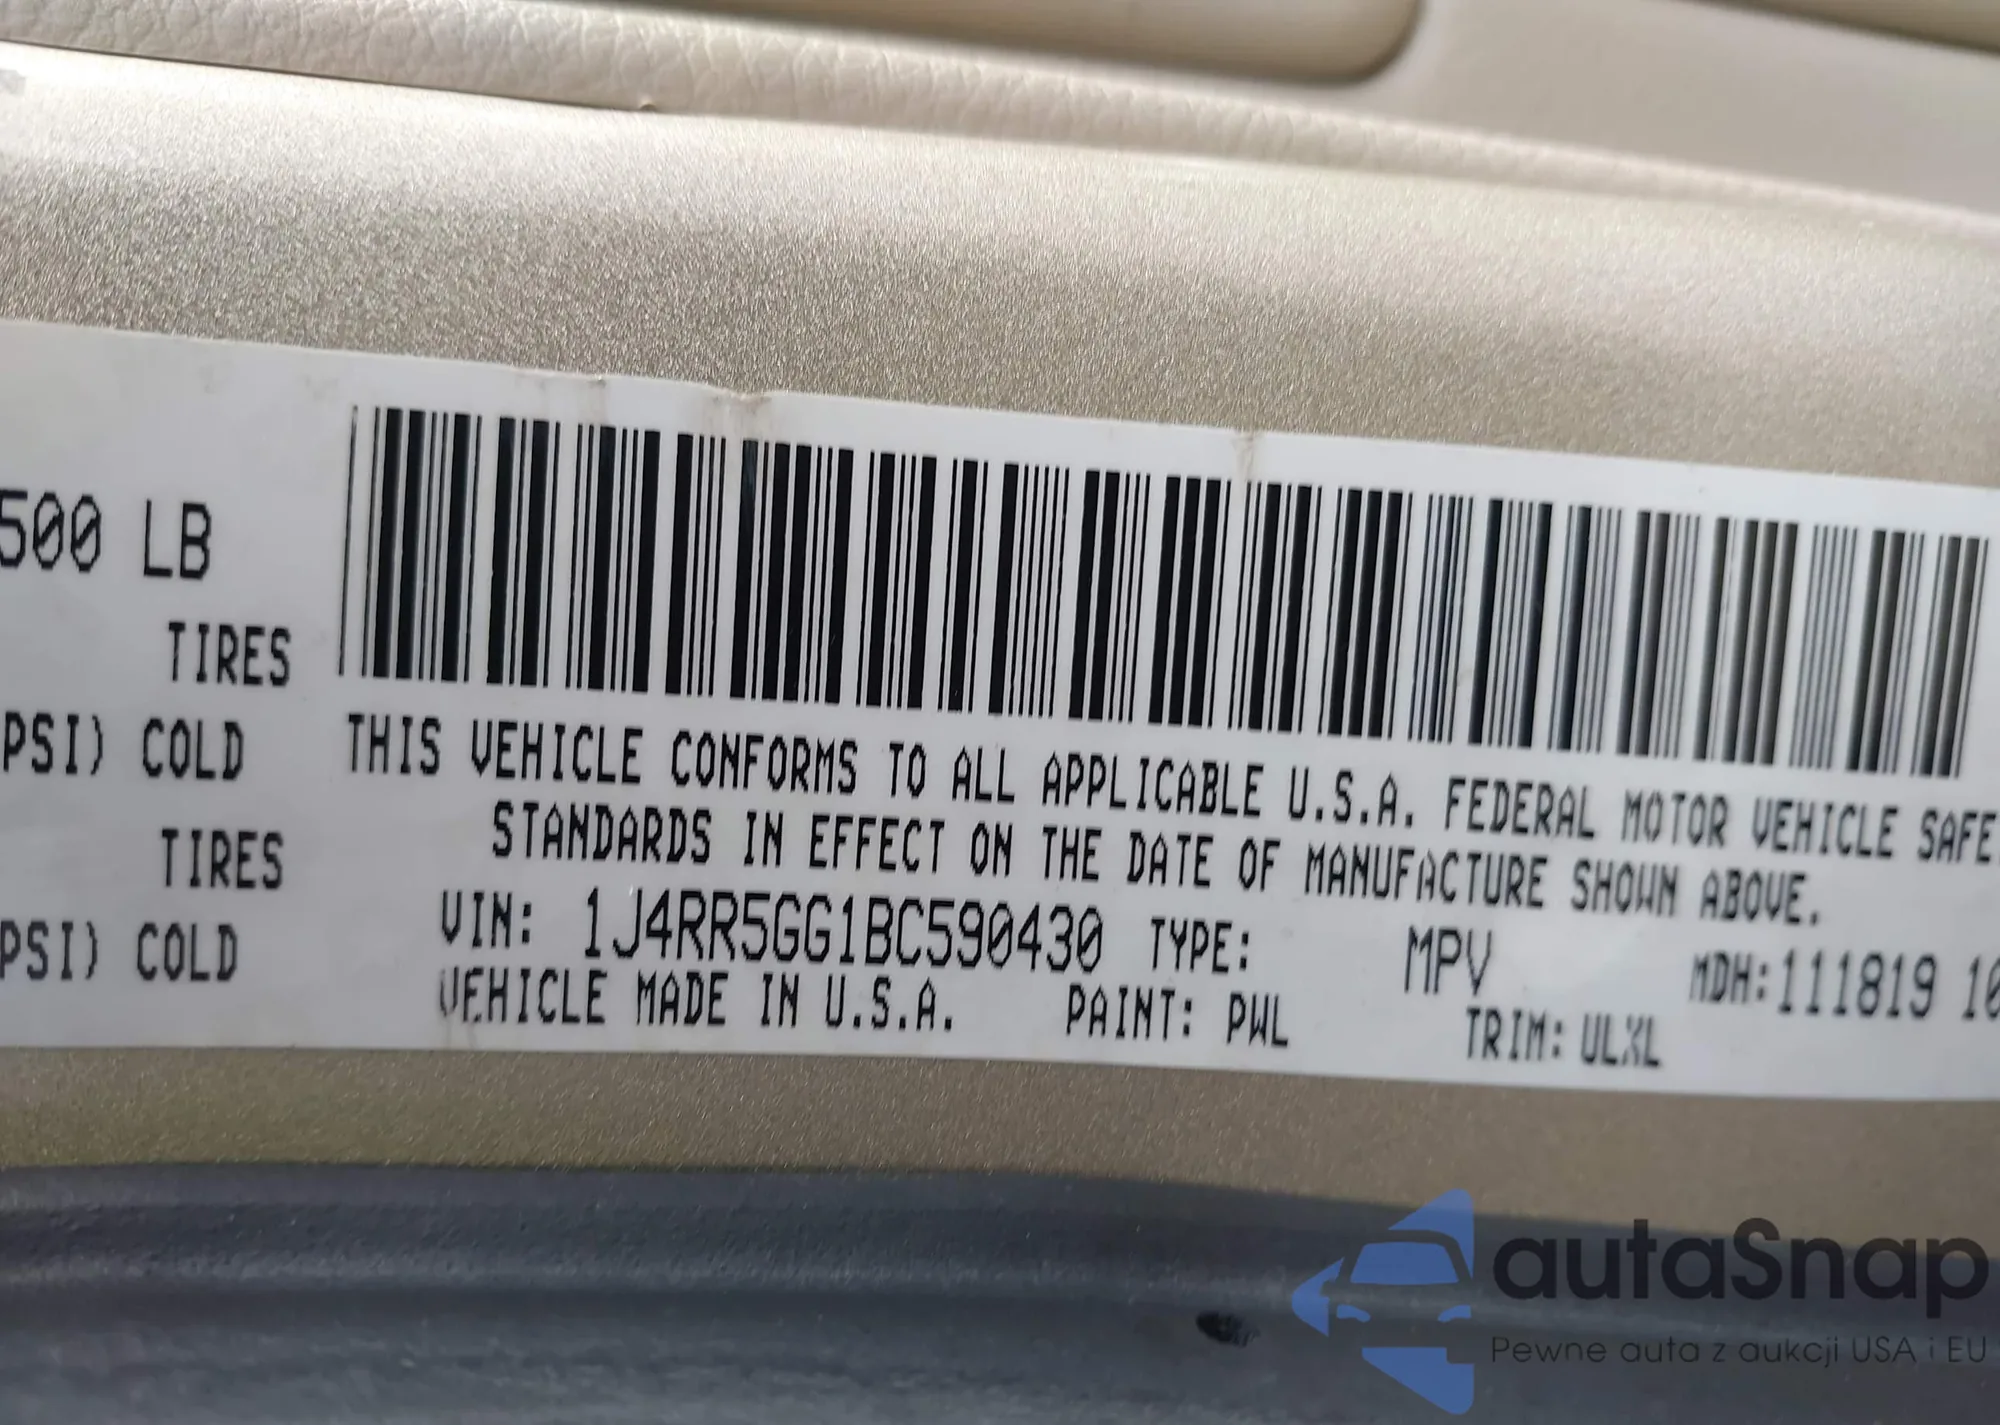 500 LB
TIRES
PSI) COLD
TIRES
PSI) COLD
THIS VEHICLE CONFORMS TO ALL APPLICABLE U.S.A. FEDERAL MOTOR VEHICLE SAFE
STANDARDS IN EFFECT ON THE DATE OF MANUFACTURE SHOWN ABOVE.
VIN: 1J4RR5GG1BC590430 TYPE: MPV MDH:111819 10
VEHICLE MADE IN U.S.A. PAINT: PWL TRIM: ULXL
autaSnap
Pewne auta z aukcji USA i EU